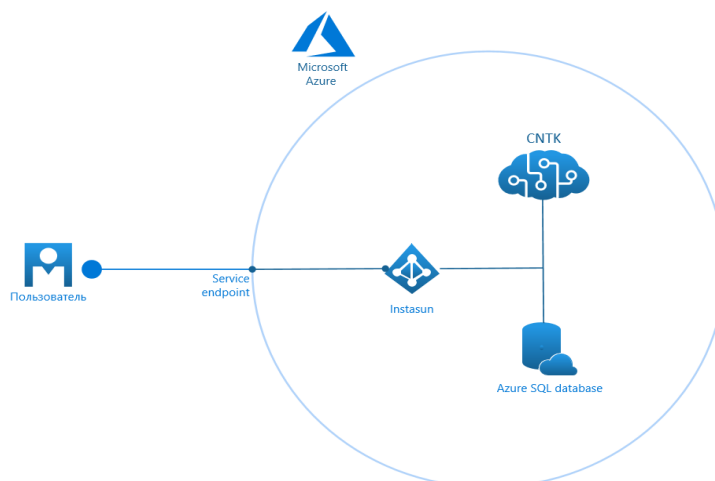 Microsoft
Azure
CNTK
Пользователь
Service
endpoint
Instasun
Azure SQL database